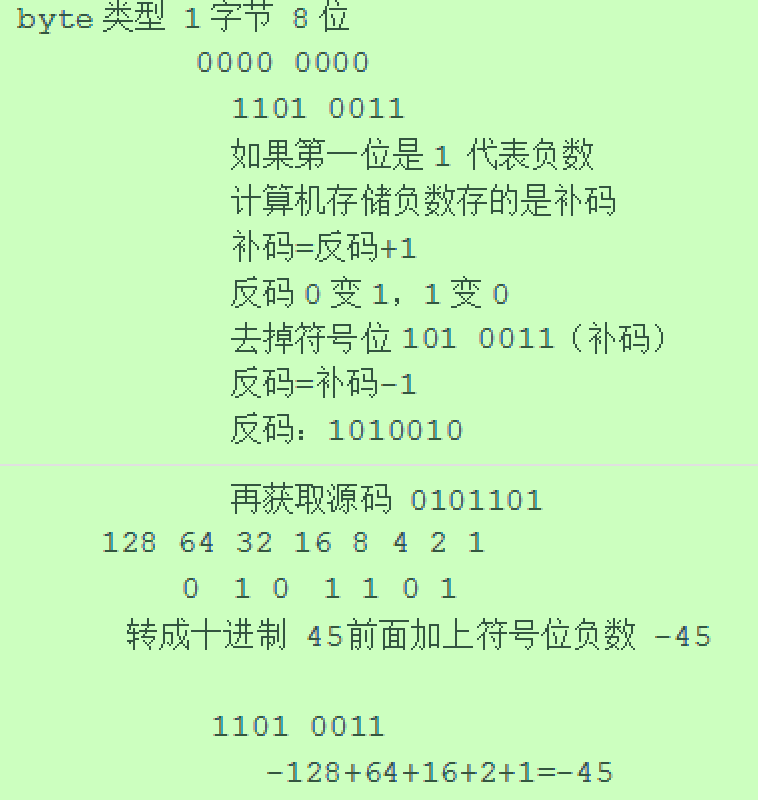 byte类型 1字节 8位
0000 0000
1101 0011
如果第一位是1 代表负数
计算机存储负数存的是补码
补码=反码+1
反码0变1，1变0
去掉符号位101 0011（补码）
反码=补码-1
反码：1010010
再获取源码 0101101
128 64 32 16 8 4 2 1
0 1 0 1 1 0 1
转成十进制 45前面加上符号位负数 -45
1101 0011
-128+64+16+2+1=-45